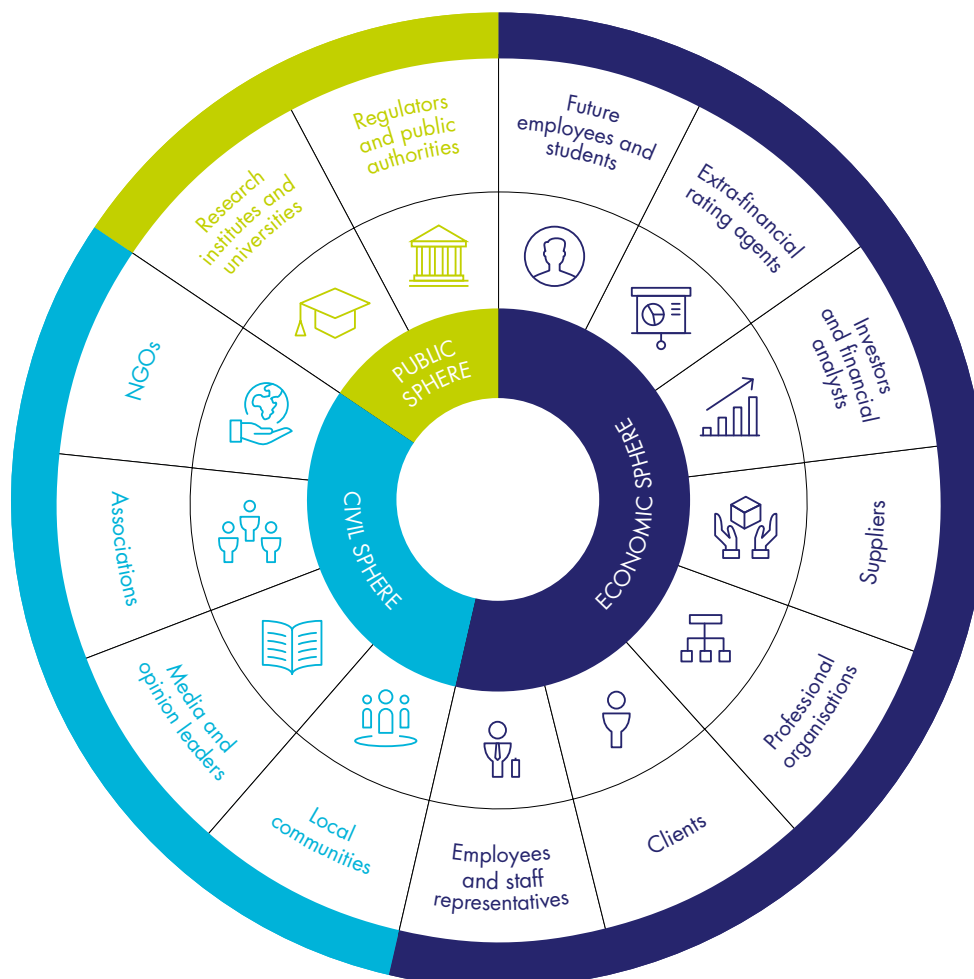 Regulators
and public
authorities
Future
employees and
students
Extra-financial
rating agents
Investors
and financial
analysts
Suppliers
Professional
organisations
Clients
Employees
and staff
representatives
Local
communities
Media and
opinion leaders
Associations
NGOs
Research
institutes and
universities
PUBLIC
SPHERE
ECONOMIC SPHERE
CIVIL SPHERE